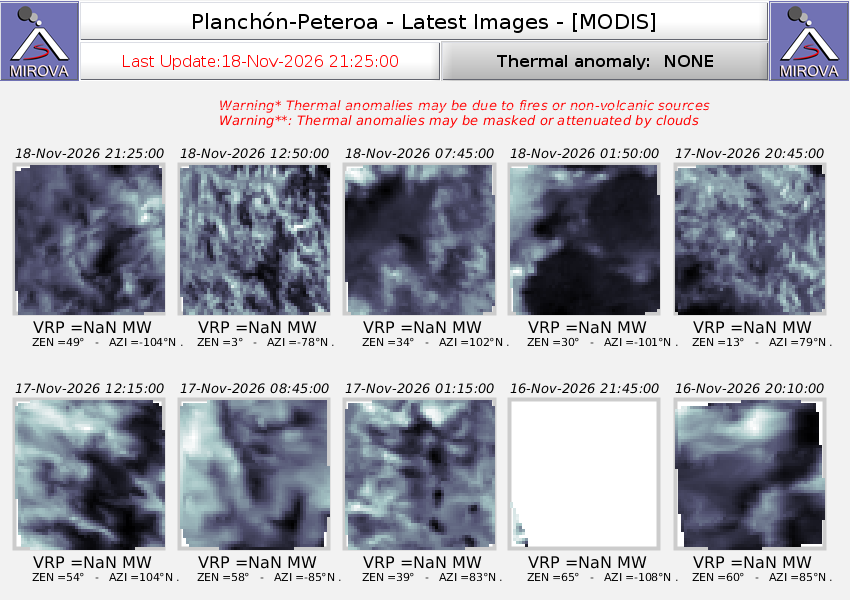 Planchón-Peteroa - Latest Images - [MODIS]
MIROVA
Last Update:18-Nov-2026 21:25:00
Thermal anomaly: NONE
MIROVA
Warning* Thermal anomalies may be due to fires or non-volcanic sources
Warning**: Thermal anomalies may be masked or attenuated by clouds
18-Nov-2026 21:25:00 18-Nov-2026 12:50:00 18-Nov-2026 07:45:00 18-Nov-2026 01:50:00 17-Nov-2026 20:45:00
VRP =NaN MW VRP =NaN MW VRP =NaN MW VRP =NaN MW VRP =NaN MW
ZEN =49° - AZI =-104°N . ZEN =3° - AZI =-78°N . ZEN =34° - AZI =102°N . ZEN =30° - AZI =-101°N . ZEN =13° - AZI =79°N .
17-Nov-2026 12:15:00 17-Nov-2026 08:45:00 17-Nov-2026 01:15:00 16-Nov-2026 21:45:00 16-Nov-2026 20:10:00
VRP =NaN MW VRP =NaN MW VRP =NaN MW VRP =NaN MW VRP =NaN MW
ZEN =54° - AZI =104°N . ZEN =58° - AZI =-85°N . ZEN =39° - AZI =83°N . ZEN =65° - AZI =-108°N . ZEN =60° - AZI =85°N .